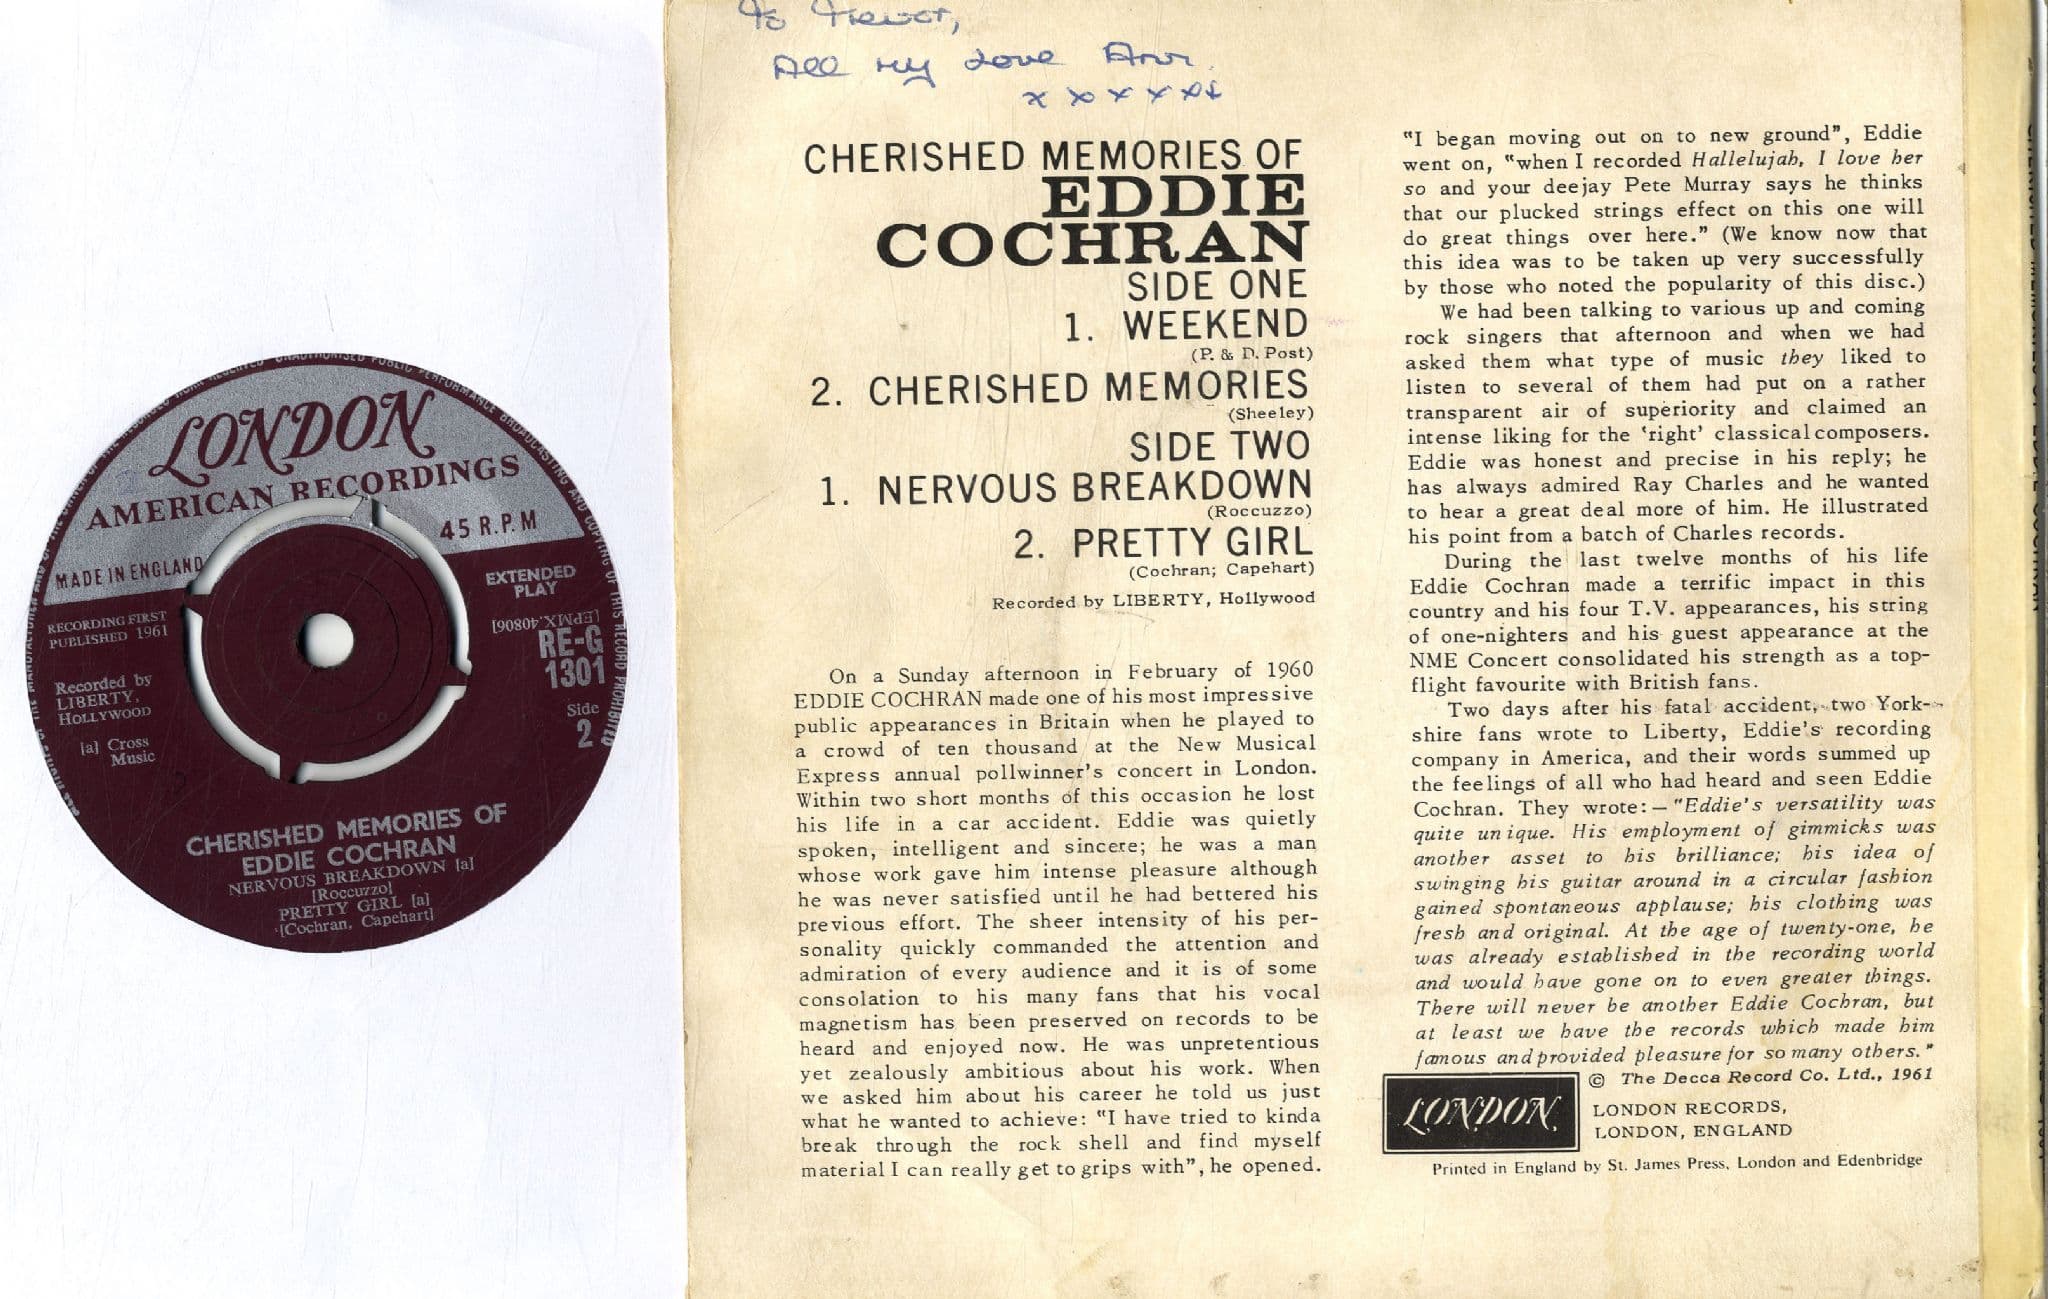 LONDON
AMERICAN RECORDINGS
45 R.P.M
MADE IN ENGLAND
EXTENDED
PLAY
RECORDING FIRST
PUBLISHED 1961
[EPMX.40806]
RE-G
1301
Recorded by
LIBERTY,
HOLLYWOOD
Side
2
[a] Cross
Music
CHERISHED MEMORIES OF
EDDIE COCHRAN
NERVOUS BREAKDOWN [a]
[Roccuzzo]
PRETTY GIRL [a]
[Cochran, Capehart]
UNAUTHORISED PUBLIC PERFORMANCE BROADCASTING AND COPYING OF THIS RECORD PROHIBITED
To
All my Love Ann
x x x x x x
CHERISHED MEMORIES OF
EDDIE
COCHRAN
SIDE ONE
1. WEEKEND
(P. & D. Post)
2. CHERISHED MEMORIES
(Sheeley)
SIDE TWO
1. NERVOUS BREAKDOWN
(Roccuzzo)
2. PRETTY GIRL
(Cochran; Capehart)
Recorded by LIBERTY, Hollywood
On a Sunday afternoon in February of 1960
EDDIE COCHRAN made one of his most impressive
public appearances in Britain when he played to
a crowd of ten thousand at the New Musical
Express annual pollwinner's concert in London.
Within two short months of this occasion he lost
his life in a car accident. Eddie was quietly
spoken, intelligent and sincere; he was a man
whose work gave him intense pleasure although
he was never satisfied until he had bettered his
previous effort. The sheer intensity of his per-
sonality quickly commanded the attention and
admiration of every audience and it is of some
consolation to his many fans that his vocal
magnetism has been preserved on records to be
heard and enjoyed now. He was unpretentious
yet zealously ambitious about his work. When
we asked him about his career he told us just
what he wanted to achieve: "I have tried to kinda
break through the rock shell and find myself
material I can really get to grips with", he opened.
"I began moving out on to new ground", Eddie
went on, "when I recorded Hallelujah, I love her
so and your deejay Pete Murray says he thinks
that our plucked strings effect on this one will
do great things over here." (We know now that
this idea was to be taken up very successfully
by those who noted the popularity of this disc.)
We had been talking to various up and coming
rock singers that afternoon and when we had
asked them what type of music they liked to
listen to several of them had put on a rather
transparent air of superiority and claimed an
intense liking for the 'right' classical composers.
Eddie was honest and precise in his reply; he
has always admired Ray Charles and he wanted
to hear a great deal more of him. He illustrated
his point from a batch of Charles records.
During the last twelve months of his life
Eddie Cochran made a terrific impact in this
country and his four T.V. appearances, his string
of one-nighters and his guest appearance at the
NME Concert consolidated his strength as a top-
flight favourite with British fans.
Two days after his fatal accident, two York-
shire fans wrote to Liberty, Eddie's recording
company in America, and their words summed up
the feelings of all who had heard and seen Eddie
Cochran. They wrote:— "Eddie's versatility was
quite unique. His employment of gimmicks was
another asset to his brilliance; his idea of
swinging his guitar around in a circular fashion
gained spontaneous applause; his clothing was
fresh and original. At the age of twenty-one, he
was already established in the recording world
and would have gone on to even greater things.
There will never be another Eddie Cochran, but
at least we have the records which made him
famous and provided pleasure for so many others."
© The Decca Record Co. Ltd., 1961
LONDON
LONDON RECORDS,
LONDON, ENGLAND
Printed in England by St. James Press, London and Edenbridge